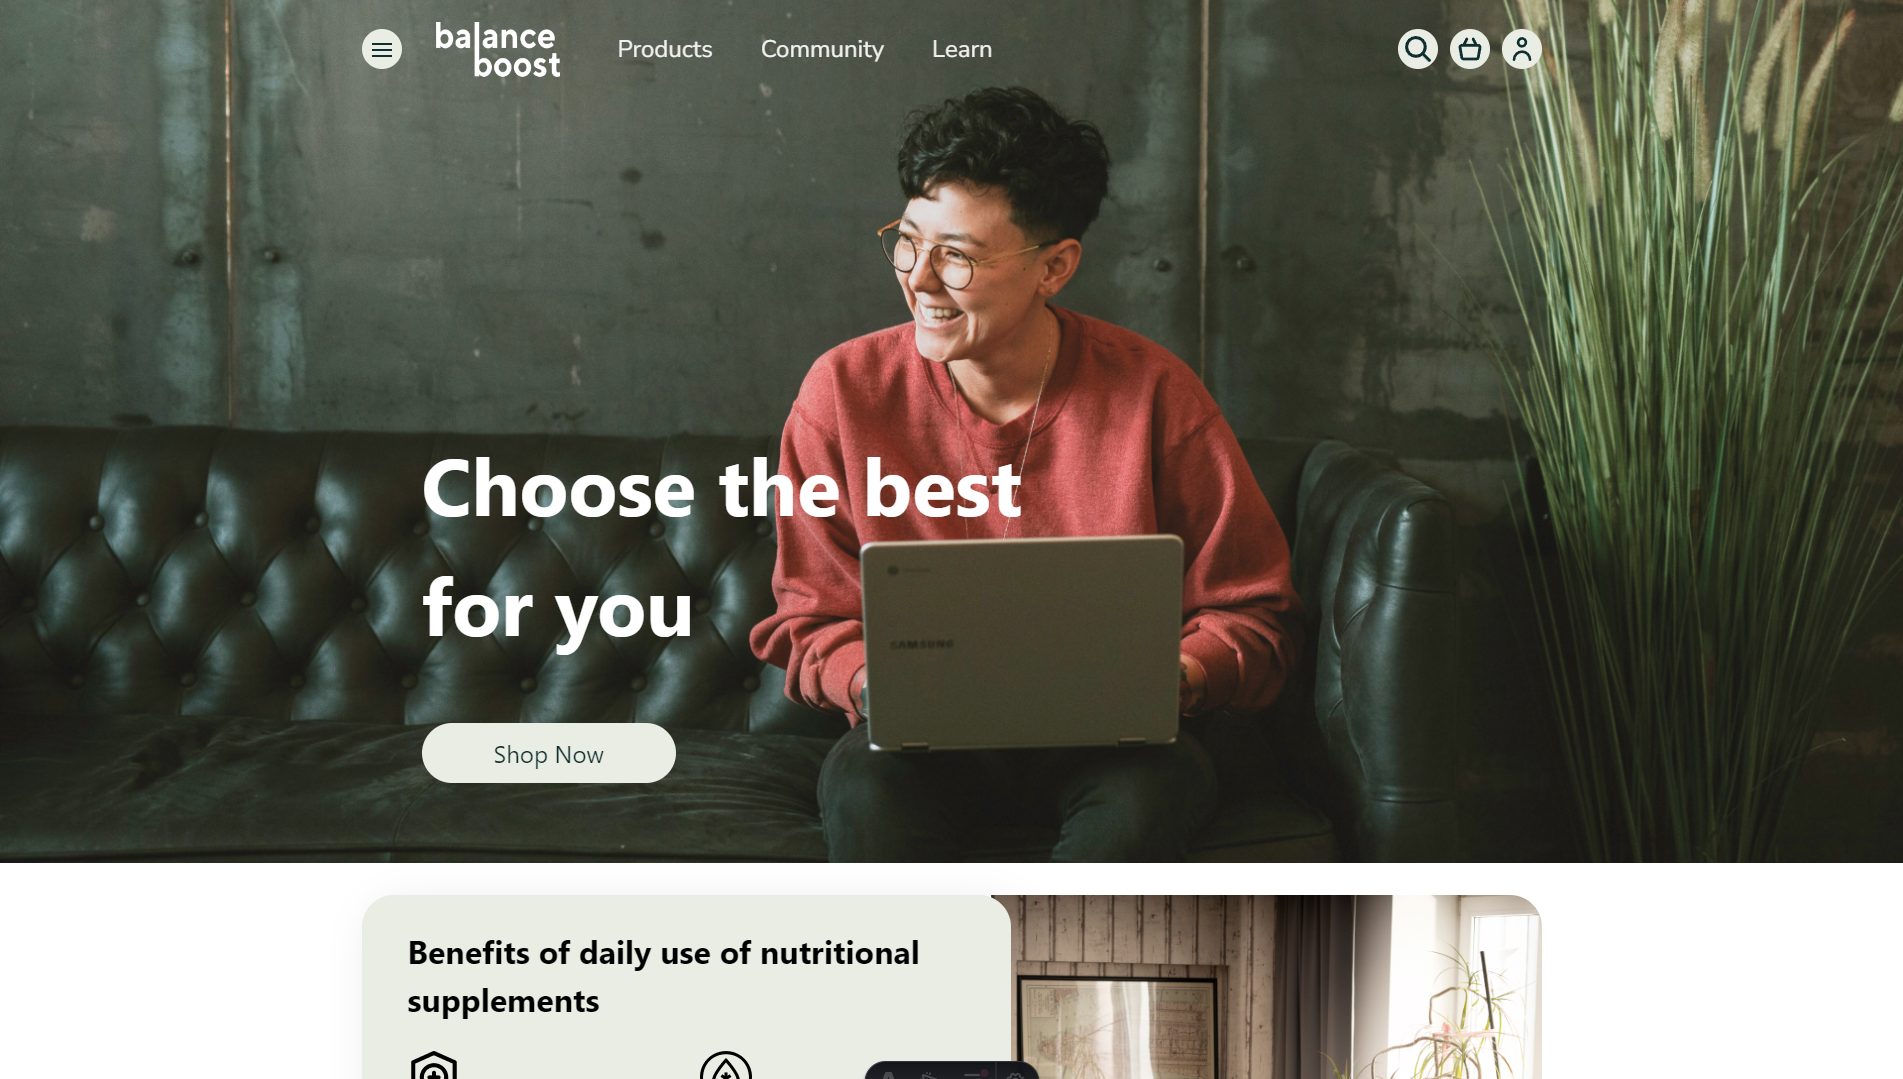 balance
boost
Products
Community
Learn
Choose the best
for you
SAMSUNG
Shop Now
Benefits of daily use of nutritional
supplements